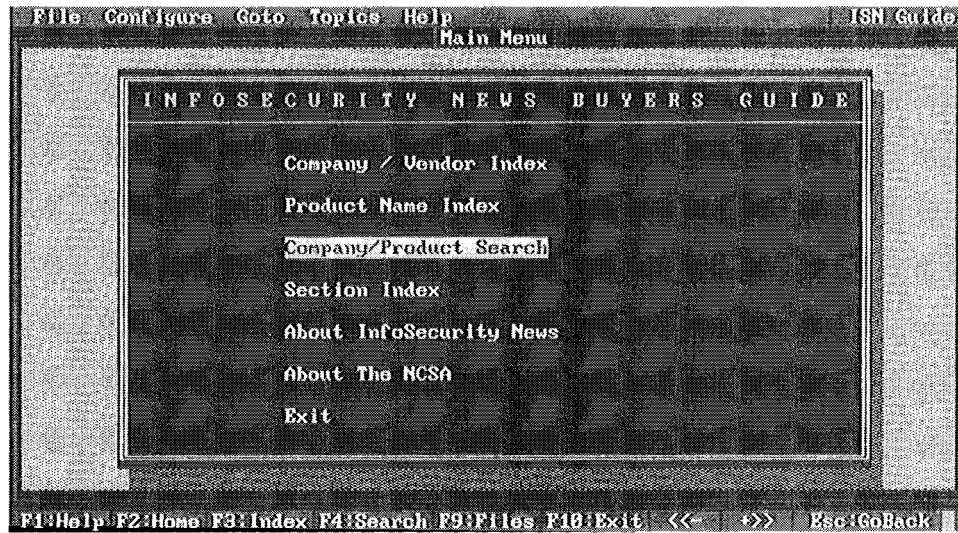 File Configure Goto Topics Help ISN Guide
Main Menu
INFOSECURITY NEWS BUYERS GUIDE
Company / Vendor Index
Product Name Index
Company/Product Search
Section Index
About InfoSecurity News
About The NCSA
Exit
F1:Help F2:Home F3:Index F4:Search F9:Files F10:Exit <<- +>> Esc:GoBack